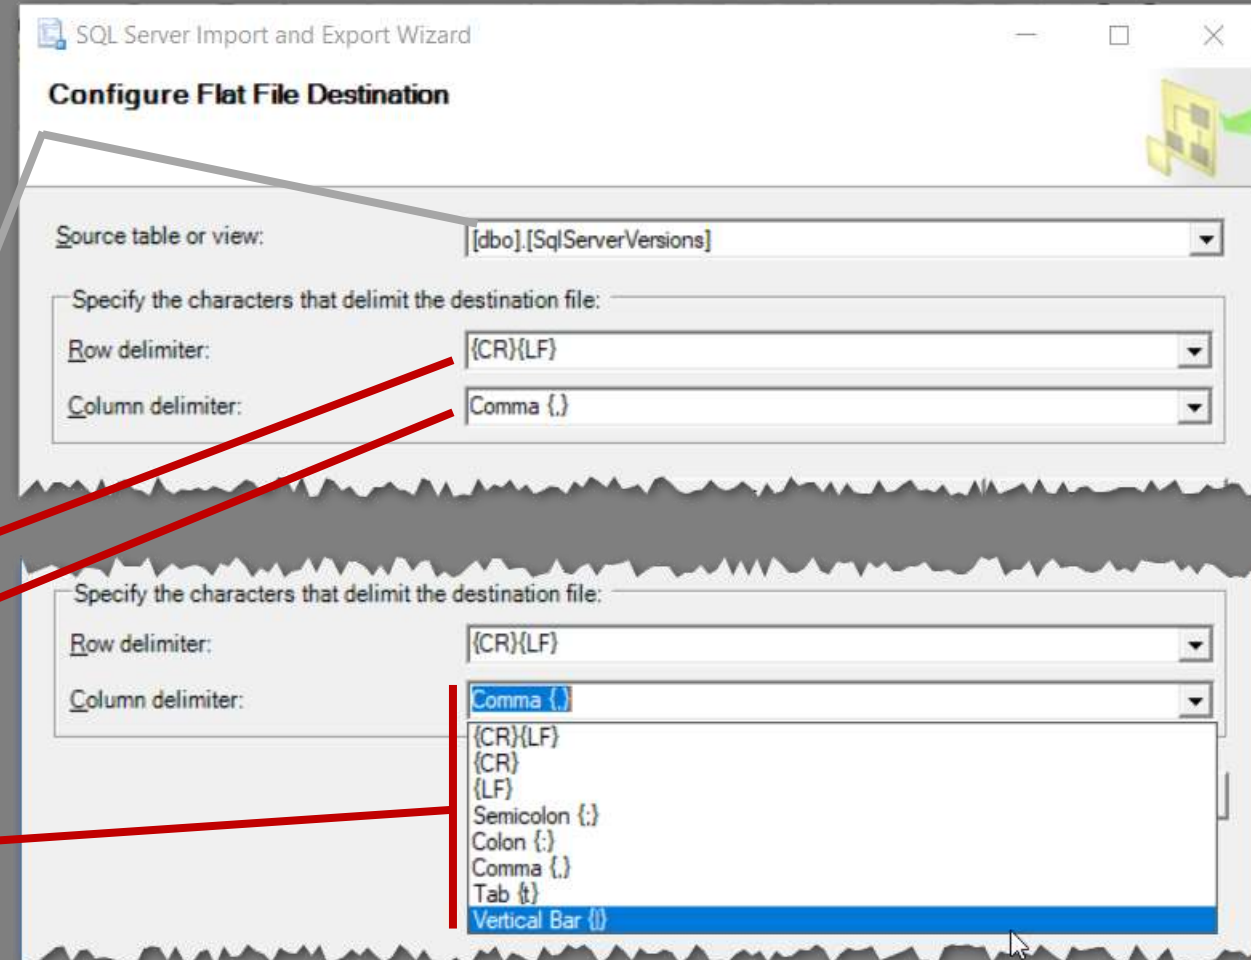 SQL Server Import and Export Wizard
Configure Flat File Destination
Source table or view:
[dbo].[SqlServerVersions]
Specify the characters that delimit the destination file:
Row delimiter:
{CR}{LF}
Column delimiter:
Comma {,}
Specify the characters that delimit the destination file:
Row delimiter:
{CR}{LF}
Column delimiter:
Comma {,}
{CR}{LF}
{CR}
{LF}
Semicolon {;}
Colon {:}
Comma {,}
Tab {t}
Vertical Bar {|}